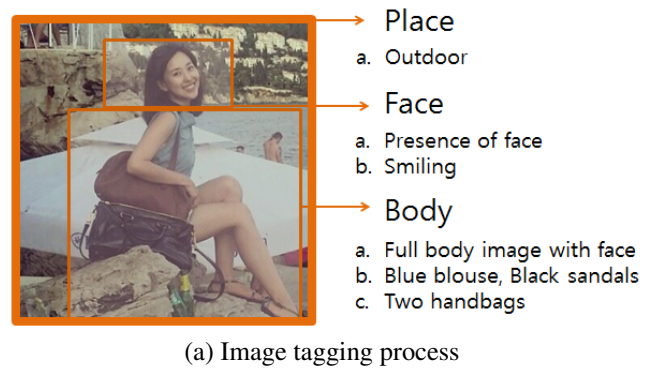 Place
a. Outdoor
Face
a. Presence of face
b. Smiling
Body
a. Full body image with face
b. Blue blouse, Black sandals
c. Two handbags
(a) Image tagging process